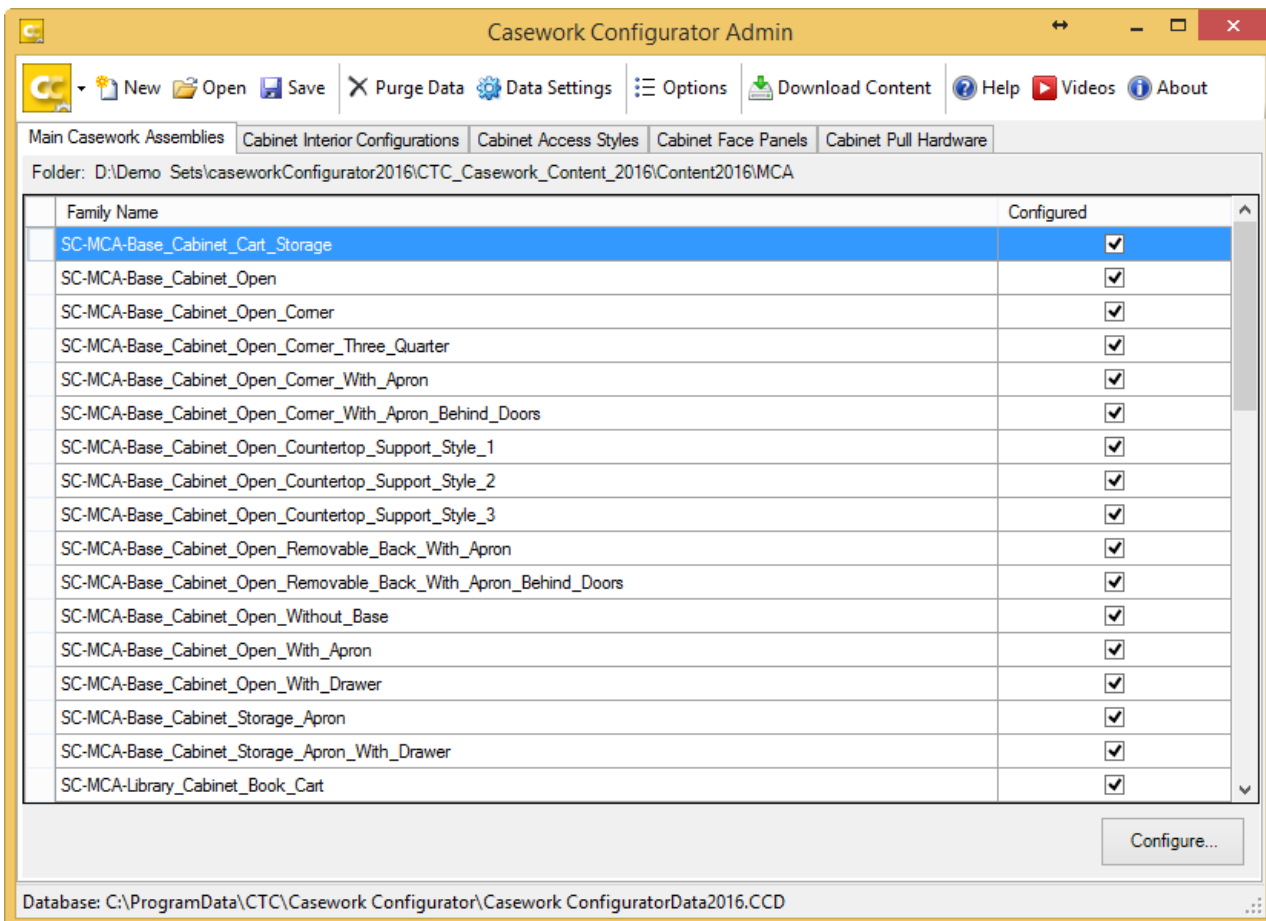 CC
Casework Configurator Admin
CC New Open Save Purge Data Data Settings Options Download Content Help Videos About
Main Casework Assemblies Cabinet Interior Configurations Cabinet Access Styles Cabinet Face Panels Cabinet Pull Hardware
Folder: D:\Demo Sets\caseworkConfigurator2016\CTC_Casework_Content_2016\Content2016\MCA
Family Name Configured
SC-MCA-Base_Cabinet_Cart_Storage
SC-MCA-Base_Cabinet_Open
SC-MCA-Base_Cabinet_Open_Corner
SC-MCA-Base_Cabinet_Open_Corner_Three_Quarter
SC-MCA-Base_Cabinet_Open_Corner_With_Apron
SC-MCA-Base_Cabinet_Open_Corner_With_Apron_Behind_Doors
SC-MCA-Base_Cabinet_Open_Countertop_Support_Style_1
SC-MCA-Base_Cabinet_Open_Countertop_Support_Style_2
SC-MCA-Base_Cabinet_Open_Countertop_Support_Style_3
SC-MCA-Base_Cabinet_Open_Removable_Back_With_Apron
SC-MCA-Base_Cabinet_Open_Removable_Back_With_Apron_Behind_Doors
SC-MCA-Base_Cabinet_Open_Without_Base
SC-MCA-Base_Cabinet_Open_With_Apron
SC-MCA-Base_Cabinet_Open_With_Drawer
SC-MCA-Base_Cabinet_Storage_Apron
SC-MCA-Base_Cabinet_Storage_Apron_With_Drawer
SC-MCA-Library_Cabinet_Book_Cart
Configure...
Database: C:\ProgramData\CTC\Casework Configurator\Casework ConfiguratorData2016.CCD